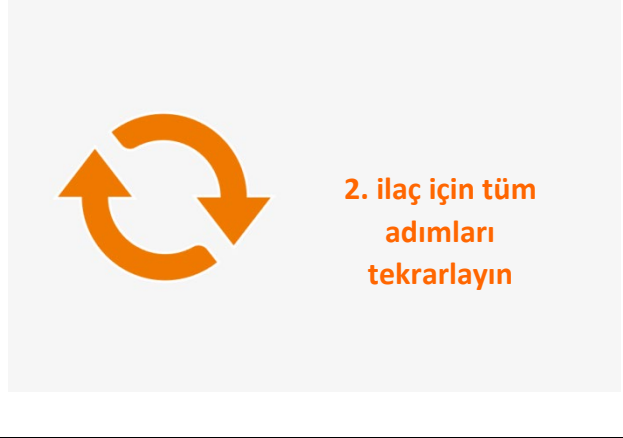 2. ilaç için tüm
adımları
tekrarlayın